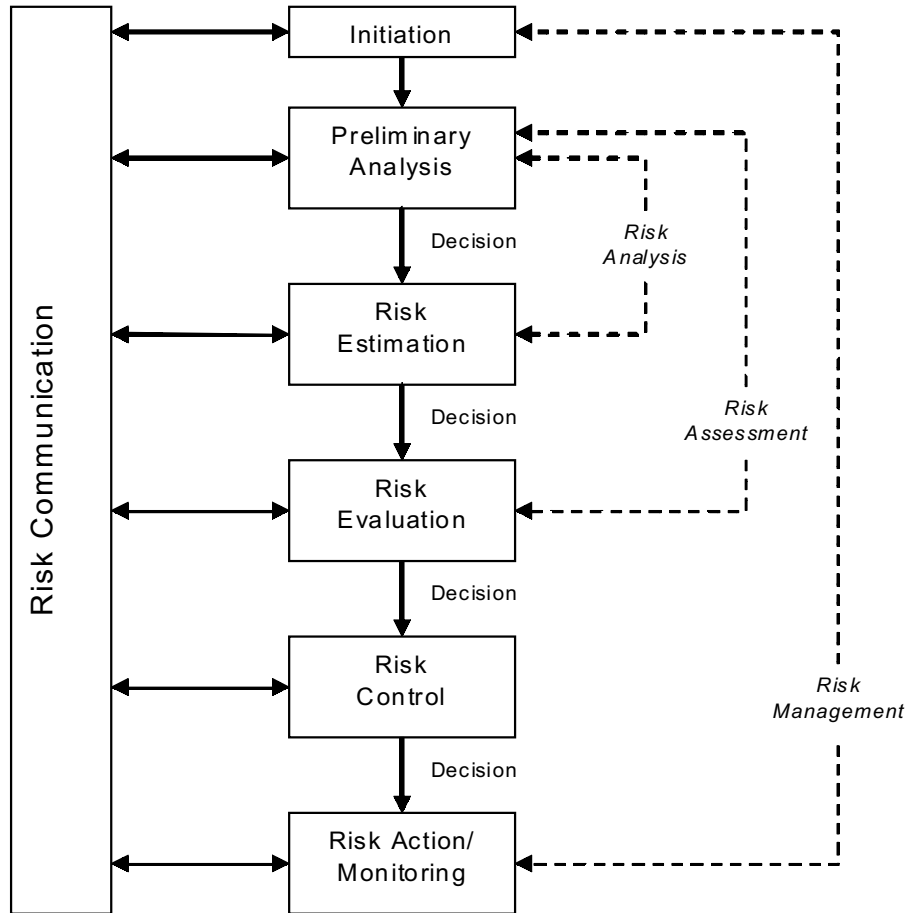 Risk Communication
Initiation
Preliminary
Analysis
Decision
Risk
Analysis
Risk
Estimation
Decision
Risk
Assessment
Risk
Evaluation
Decision
Risk
Control
Risk
Management
Decision
Risk Action/
Monitoring